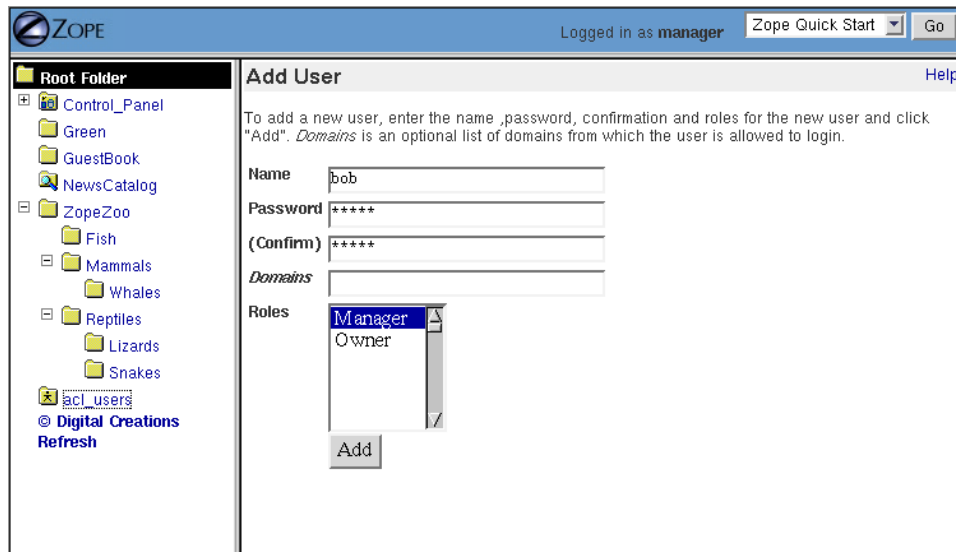 ZOPE
Logged in as manager
Zope Quick Start
Go
Root Folder
Control_Panel
Green
GuestBook
NewsCatalog
ZopeZoo
Fish
Mammals
Whales
Reptiles
Lizards
Snakes
acl_users
© Digital Creations
Refresh
Add User
Help
To add a new user, enter the name ,password, confirmation and roles for the new user and click
"Add". Domains is an optional list of domains from which the user is allowed to login.
Name bob
Password *****
(Confirm) *****
Domains
Roles
Manager
Owner
Add